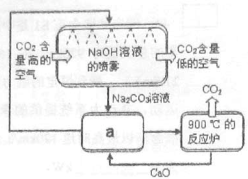 CO₂含
量高的
空气
NaOH溶液
的喷雾
CO₂含量
低的空气
Na₂CO₃溶液
CO₂
a
900℃的
反应炉
CaO